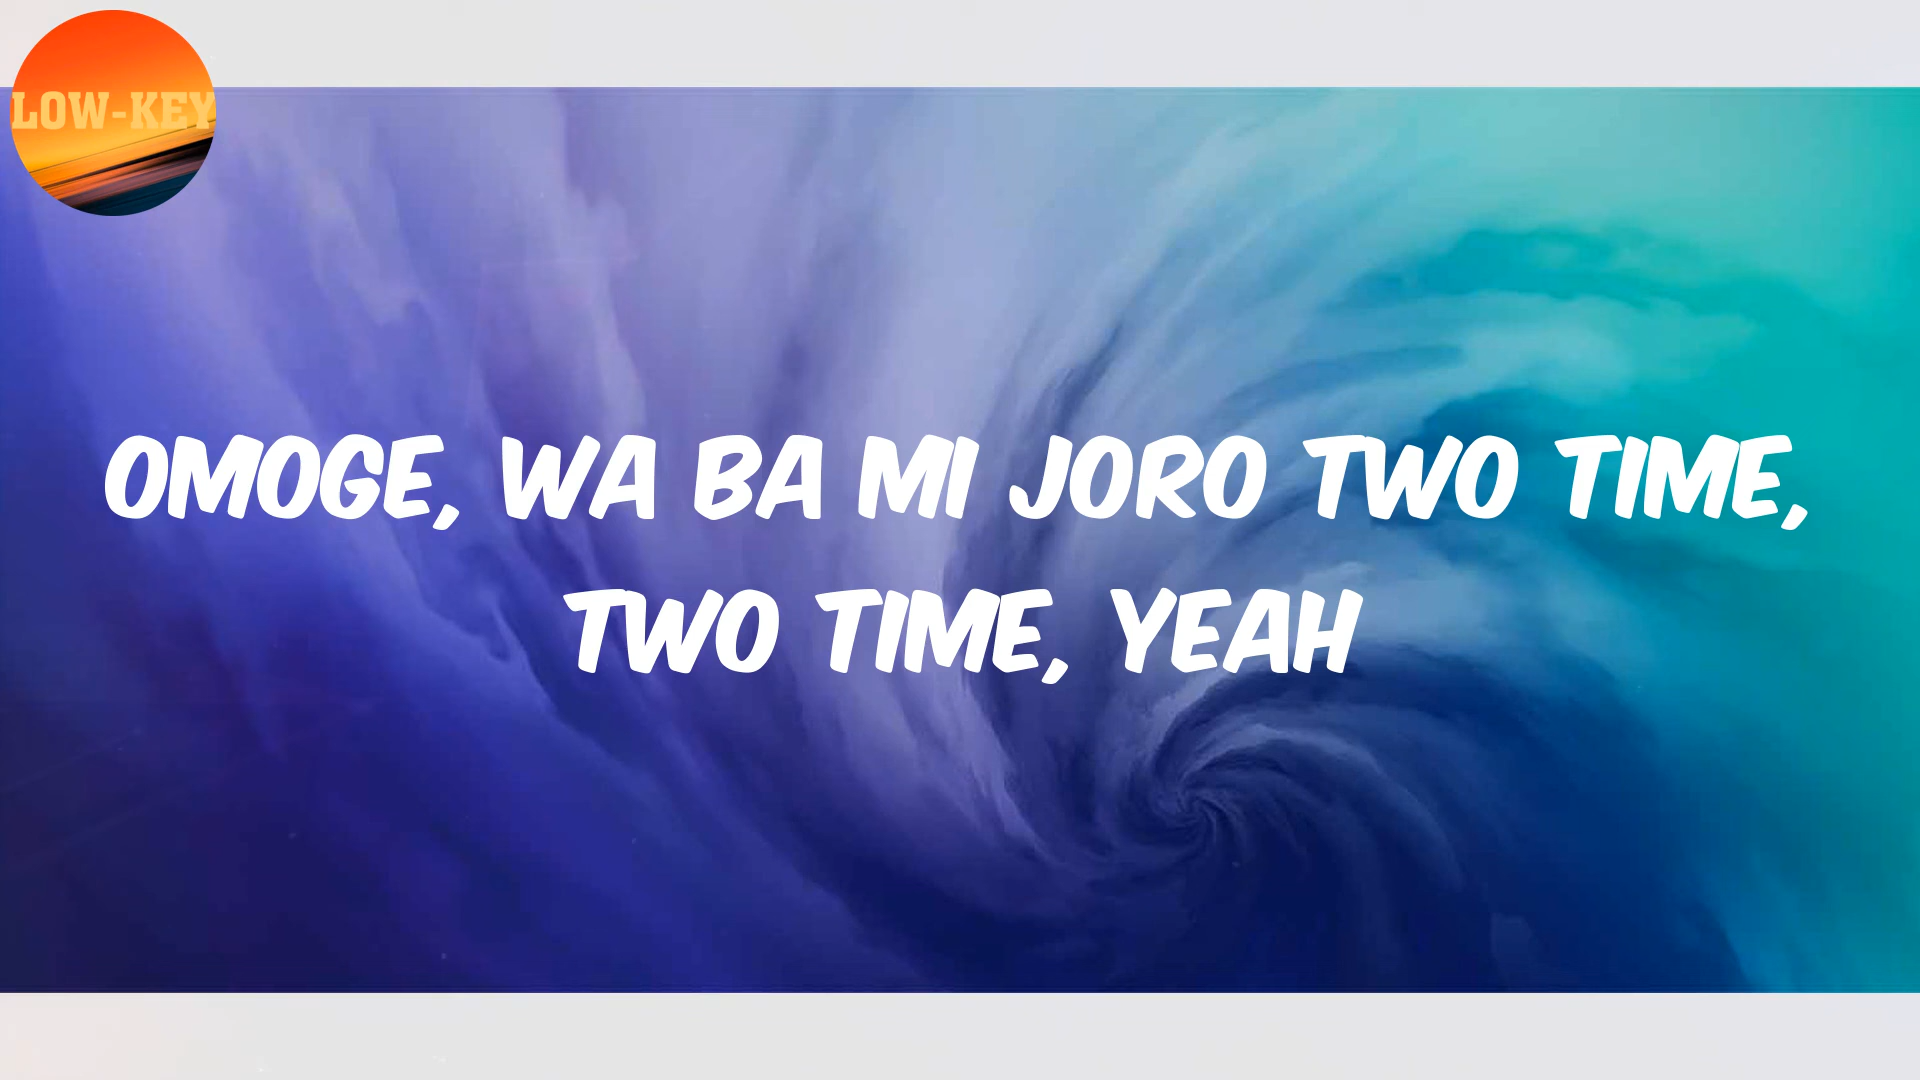 LOW-KEY
OMOGE, WA BA MI JORO TWO TIME,
TWO TIME, YEAH